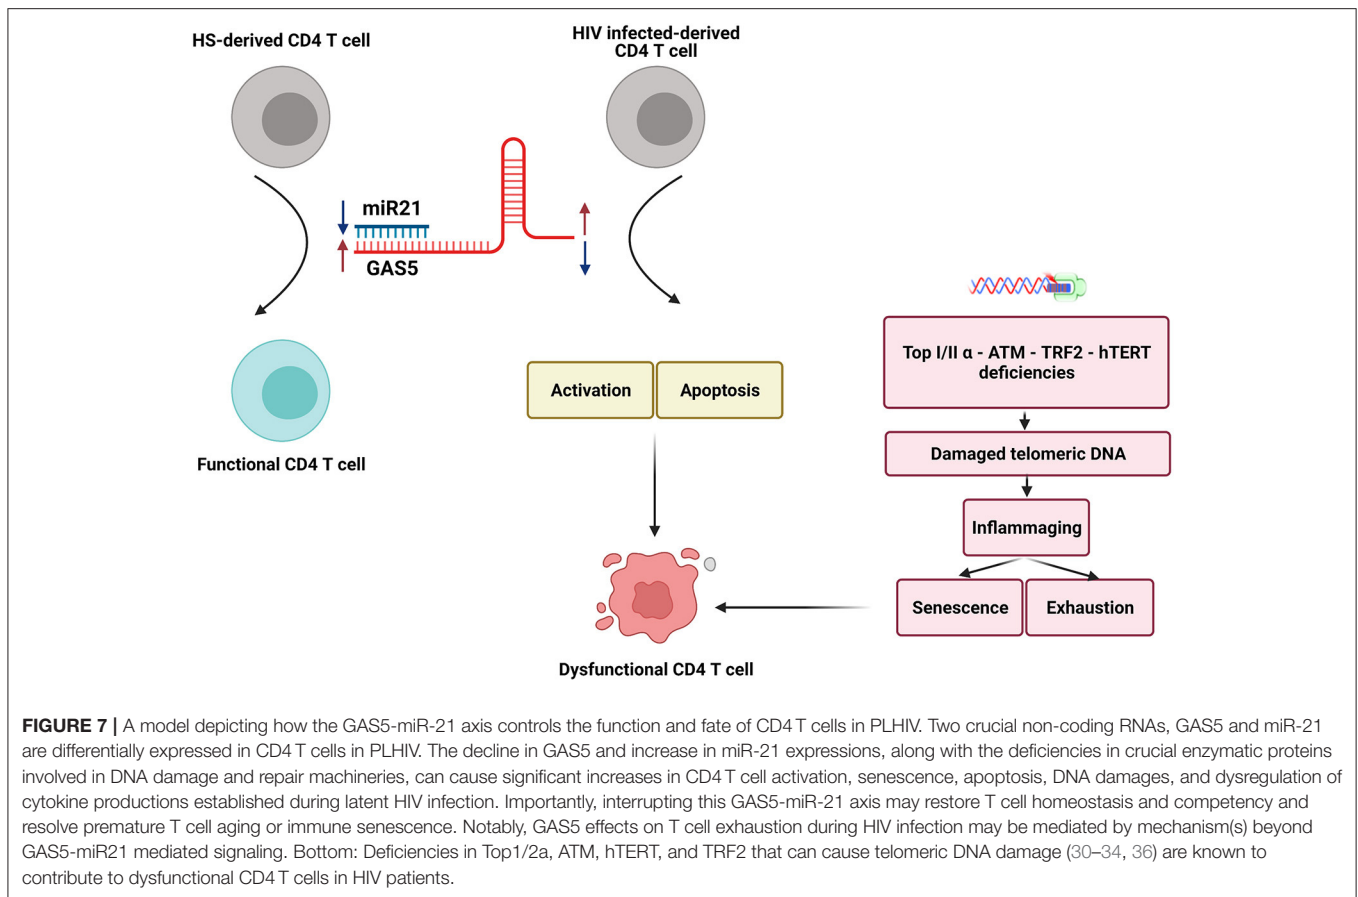 HS-derived CD4 T cell
HIV infected-derived
CD4 T cell
miR21
GAS5
Functional CD4 T cell
Activation
Apoptosis
Dysfunctional CD4 T cell
Top I/II α - ATM - TRF2 - hTERT
deficiencies
Damaged telomeric DNA
Inflammaging
Senescence
Exhaustion
FIGURE 7 | A model depicting how the GAS5-miR-21 axis controls the function and fate of CD4 T cells in PLHIV. Two crucial non-coding RNAs, GAS5 and miR-21
are differentially expressed in CD4 T cells in PLHIV. The decline in GAS5 and increase in miR-21 expressions, along with the deficiencies in crucial enzymatic proteins
involved in DNA damage and repair machineries, can cause significant increases in CD4 T cell activation, senescence, apoptosis, DNA damages, and dysregulation of
cytokine productions established during latent HIV infection. Importantly, interrupting this GAS5-miR-21 axis may restore T cell homeostasis and competency and
resolve premature T cell aging or immune senescence. Notably, GAS5 effects on T cell exhaustion during HIV infection may be mediated by mechanism(s) beyond
GAS5-miR21 mediated signaling. Bottom: Deficiencies in Top1/2a, ATM, hTERT, and TRF2 that can cause telomeric DNA damage (30–34, 36) are known to
contribute to dysfunctional CD4 T cells in HIV patients.